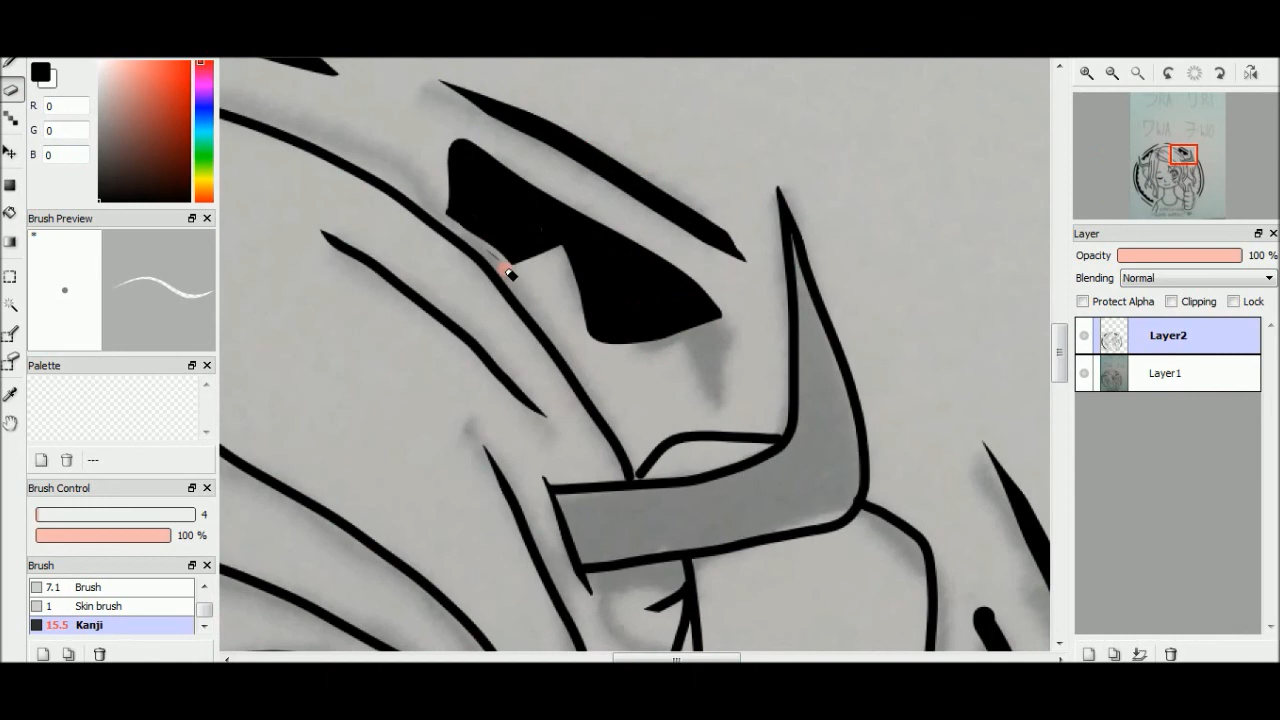 R 0
G 0
B 0
Brush Preview
*
Palette
---
Brush Control
4
100 %
Brush
7.1 Brush
1 Skin brush
15.5 Kanji
Layer
Opacity 100 %
Blending Normal
Protect Alpha Clipping Lock
Layer2
Layer1